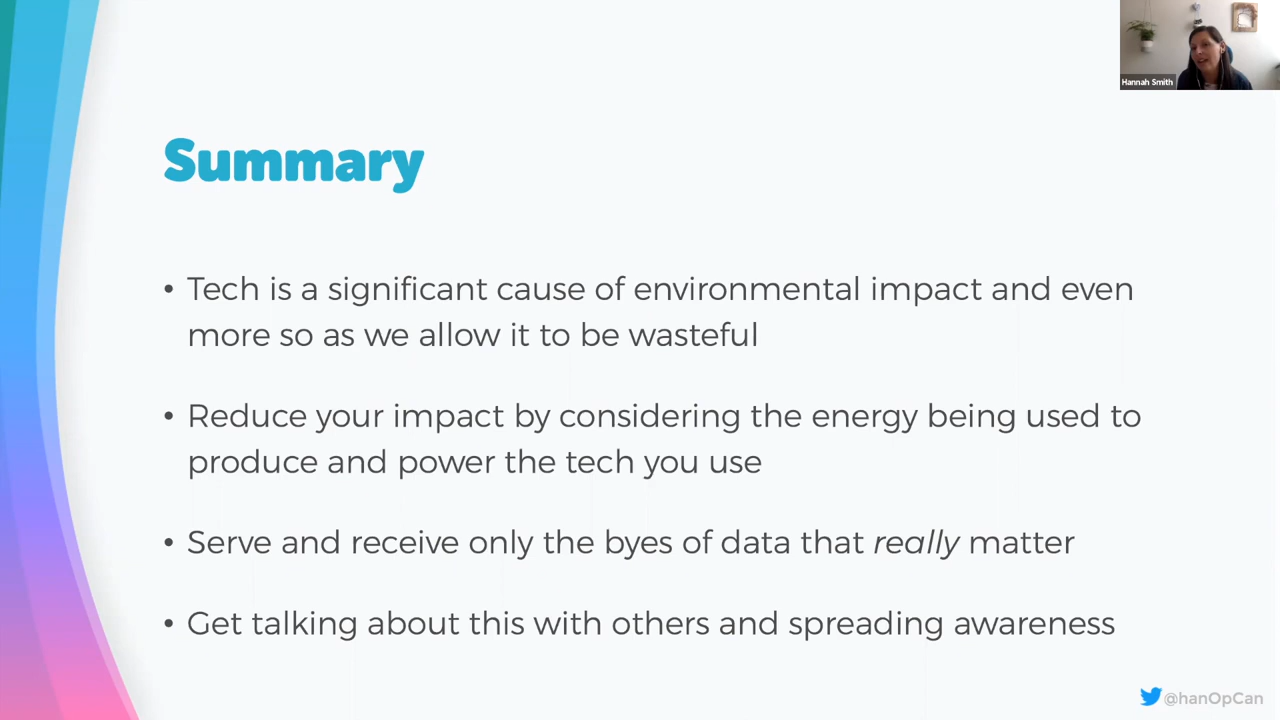 Hannah Smith
Summary
• Tech is a significant cause of environmental impact and even
more so as we allow it to be wasteful
• Reduce your impact by considering the energy being used to
produce and power the tech you use
• Serve and receive only the byes of data that really matter
• Get talking about this with others and spreading awareness
@hanOpCan